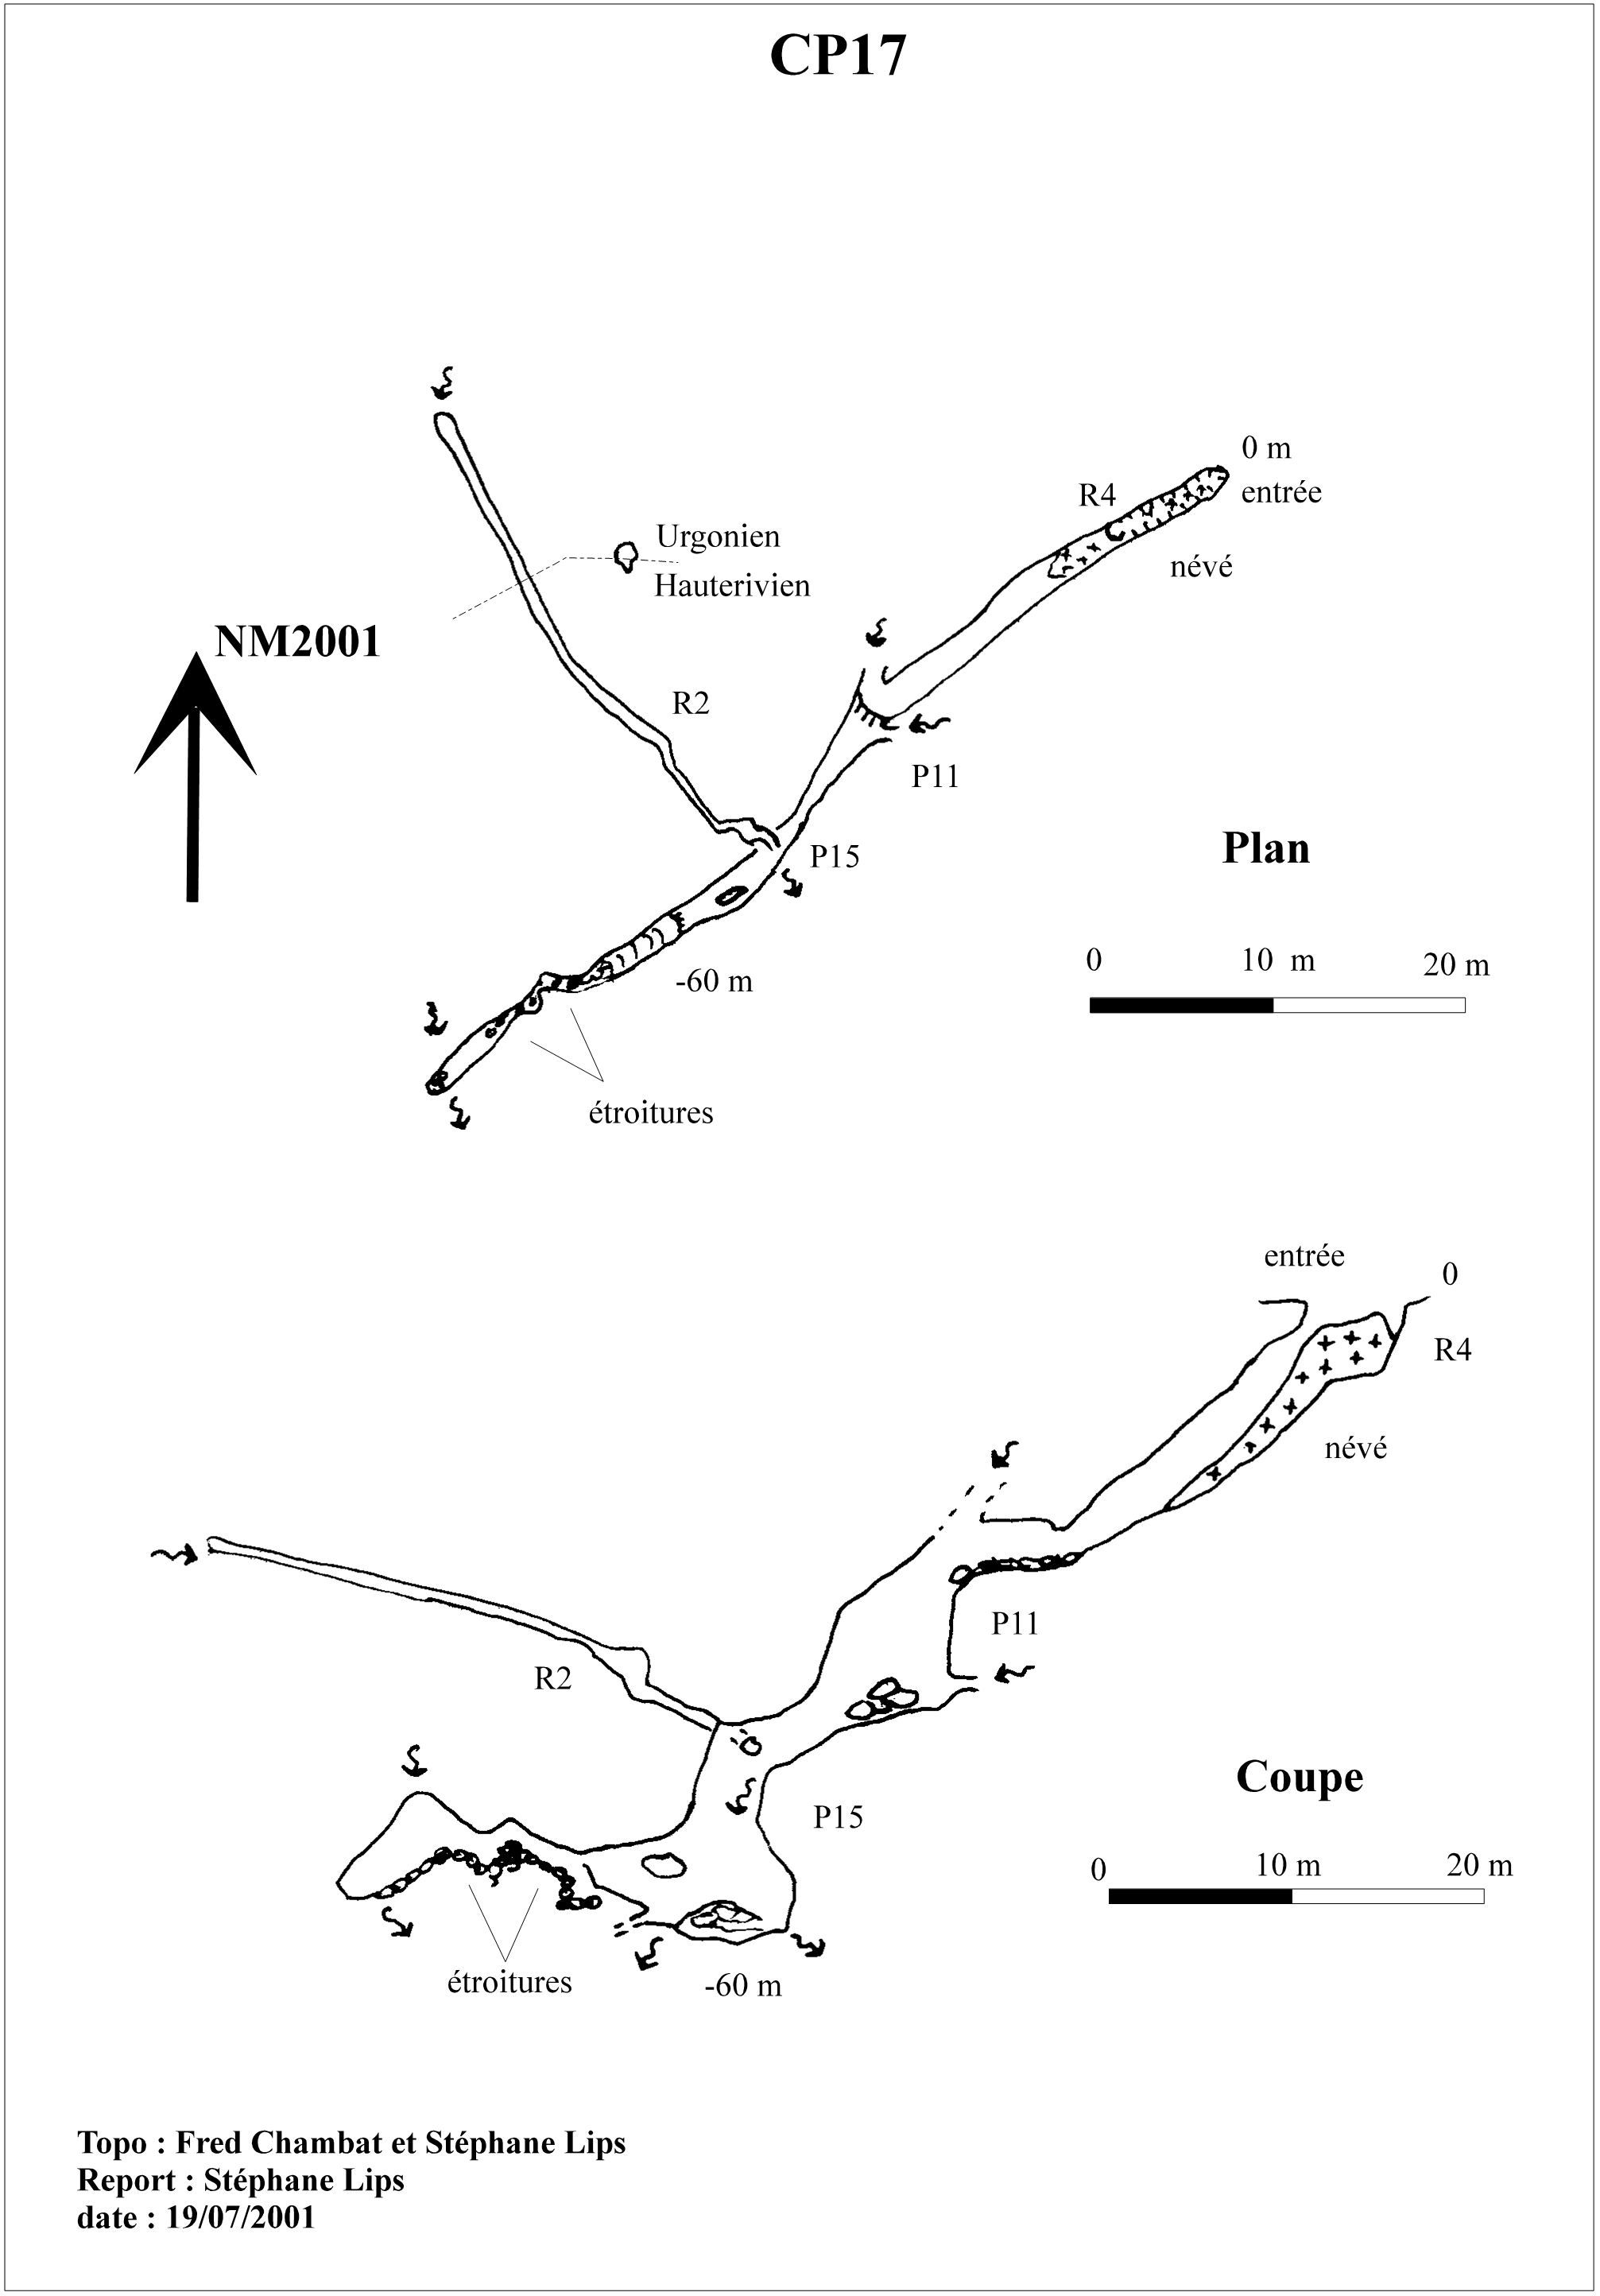 CP17
0 m
R4
entrée
Urgonien
névé
Hauterivien
NM2001
R2
P11
Plan
P15
0 10 m 20 m
-60 m
étroitures
entrée
0
R4
névé
P11
R2
Coupe
P15
0 10 m 20 m
étroitures
-60 m
Topo : Fred Chambat et Stéphane Lips
Report : Stéphane Lips
date : 19/07/2001